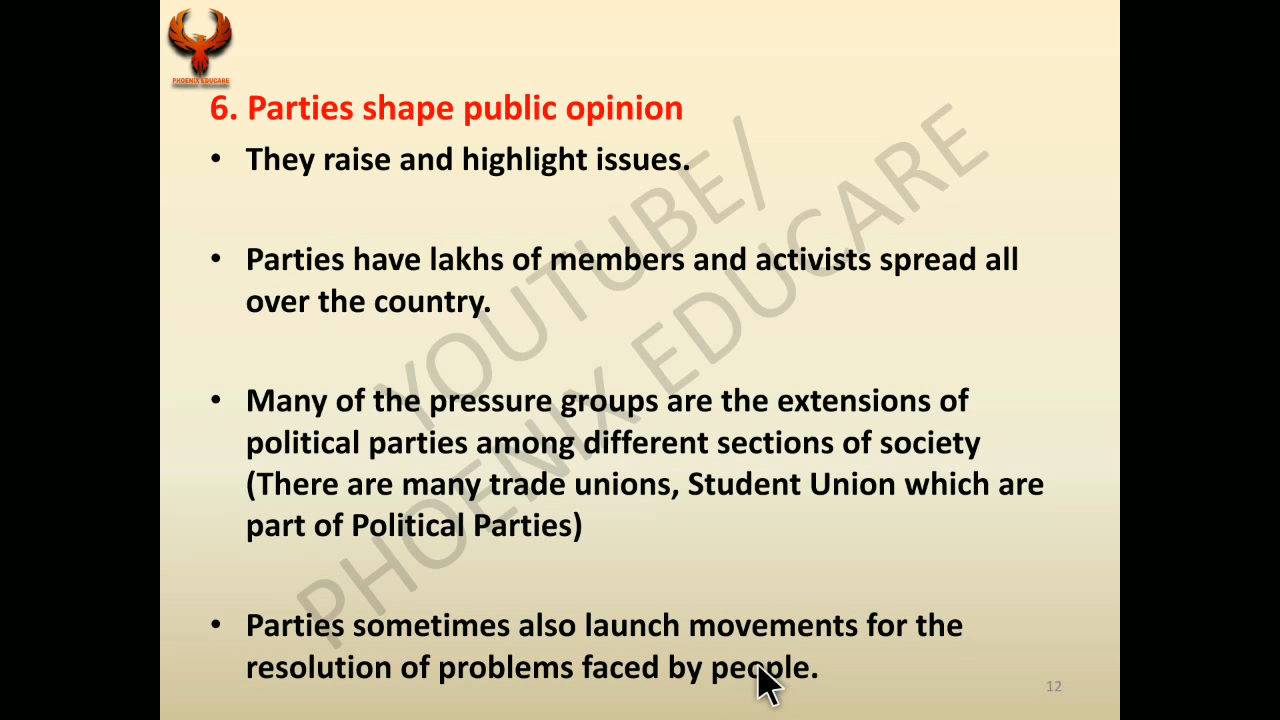 PHOENIX EDUCARE
6. Parties shape public opinion
• They raise and highlight issues.
• Parties have lakhs of members and activists spread all
over the country.
• Many of the pressure groups are the extensions of
political parties among different sections of society
(There are many trade unions, Student Union which are
part of Political Parties)
• Parties sometimes also launch movements for the
resolution of problems faced by people.
12
YOUTUBE/
PHOENIX EDUCARE